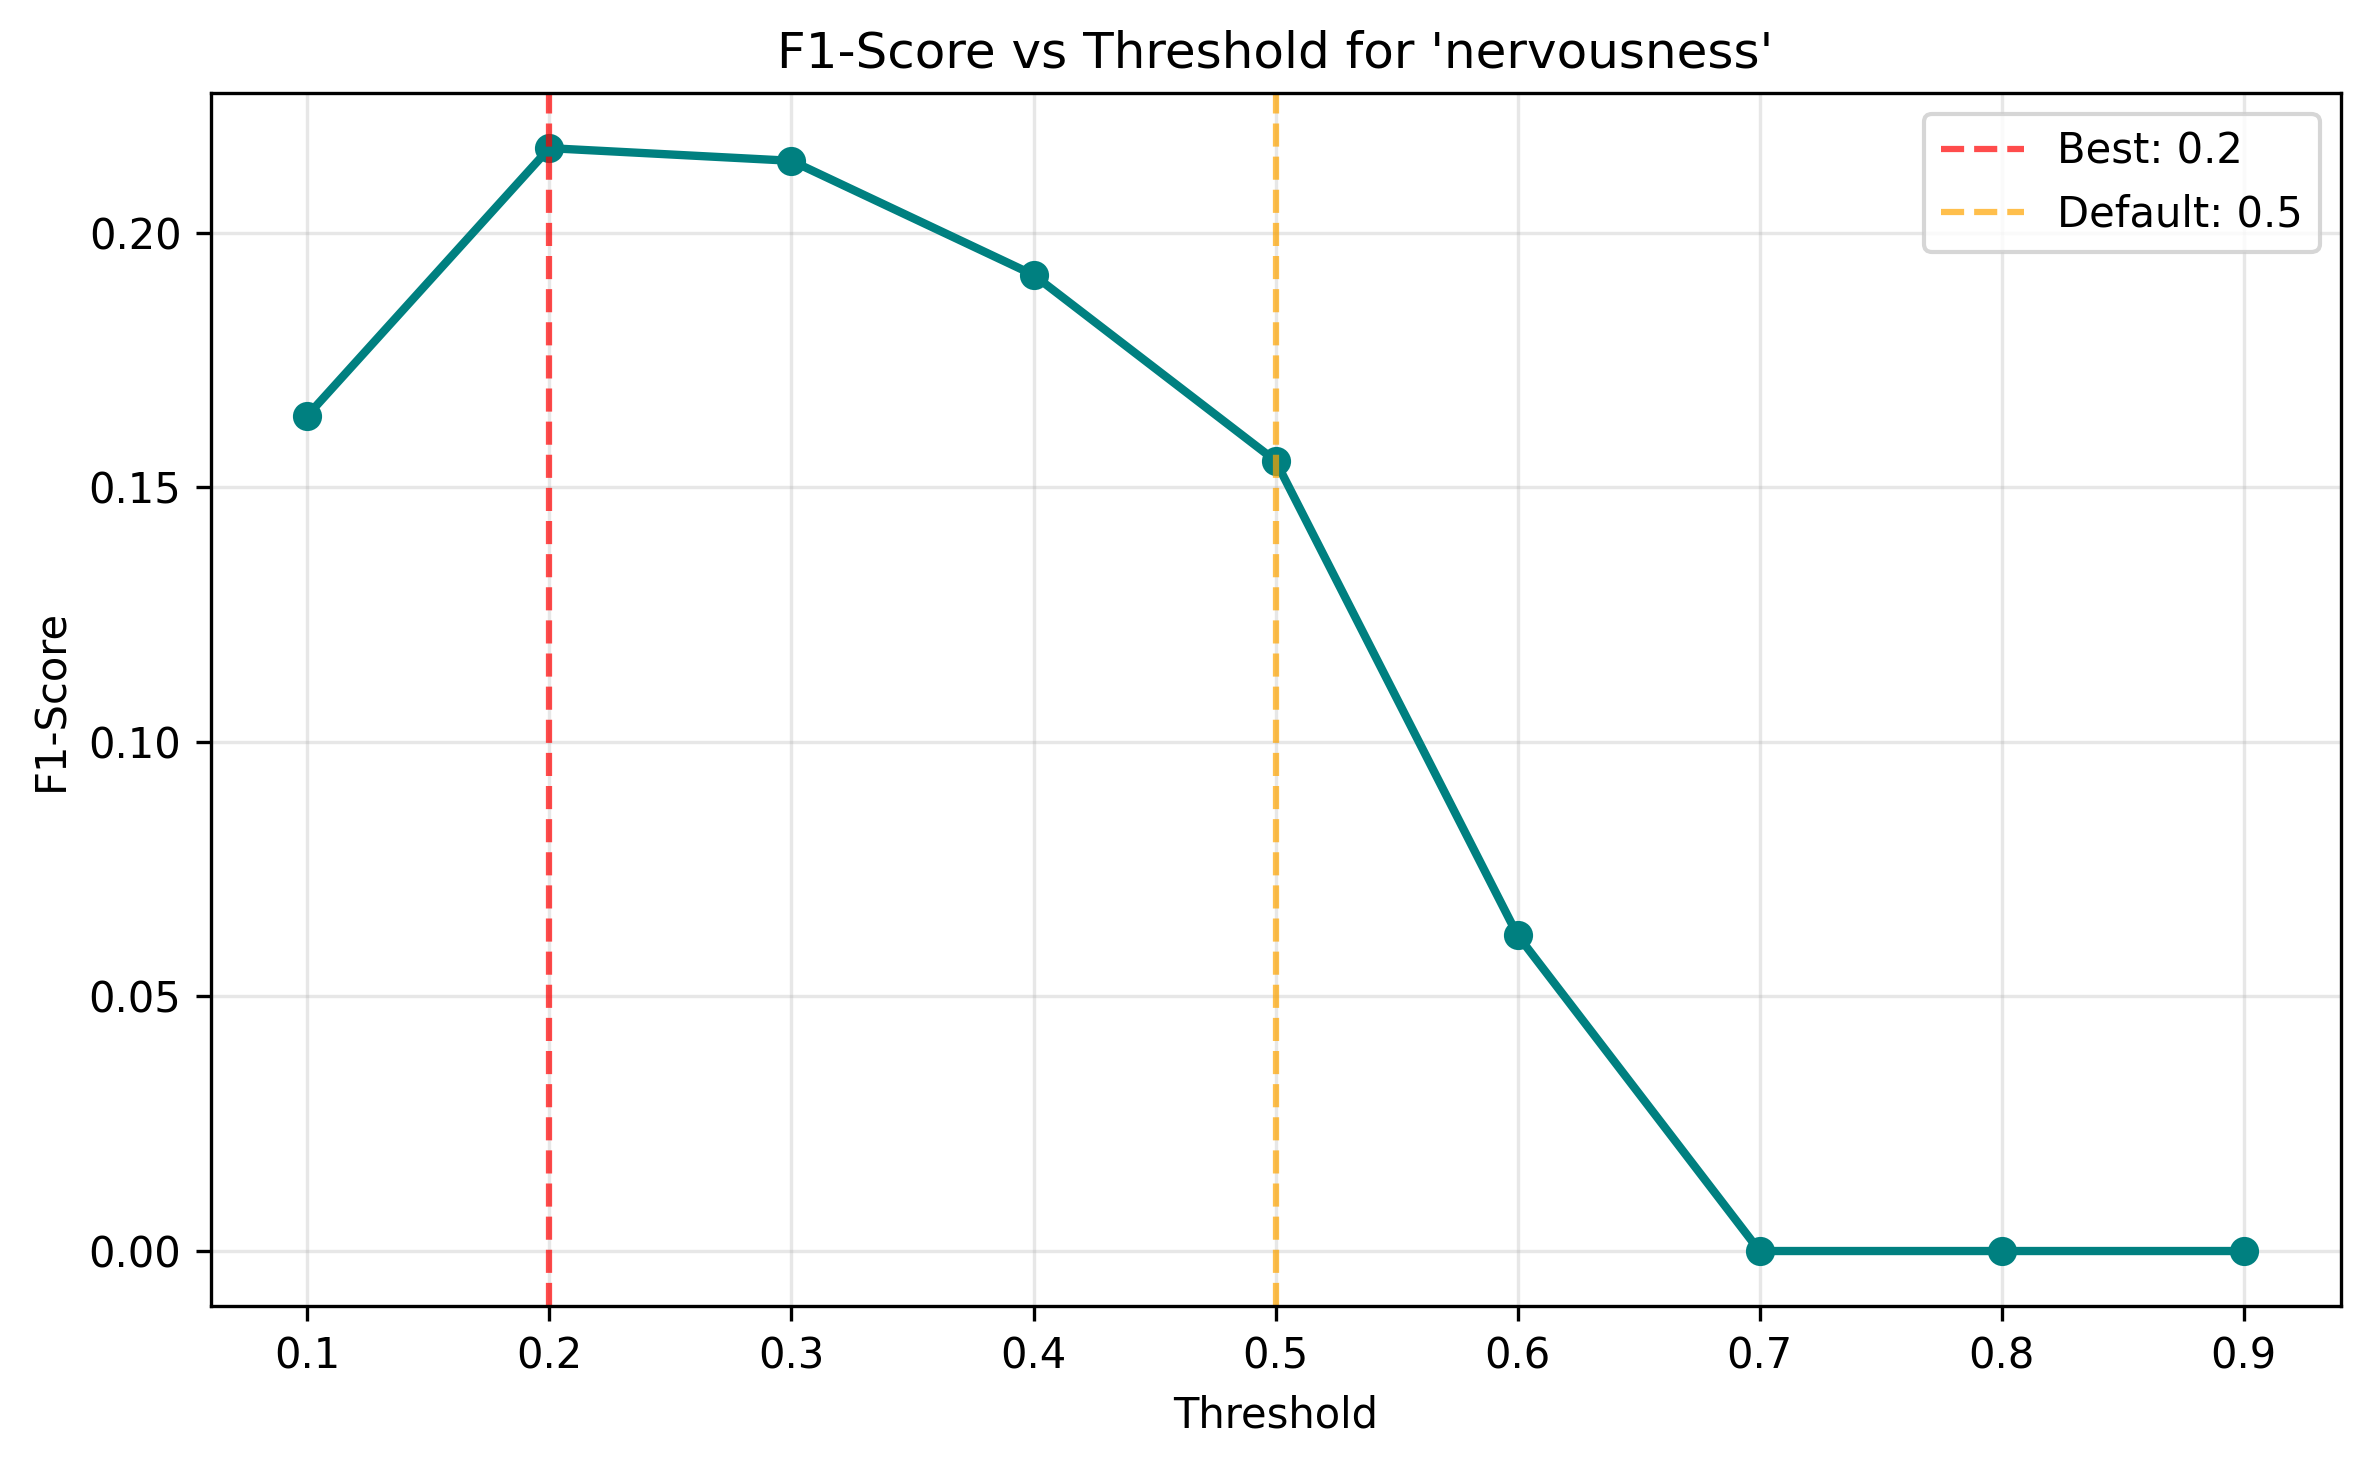 F1-Score vs Threshold for 'nervousness'
Best: 0.2
Default: 0.5
F1-Score
0.20
0.15
0.10
0.05
0.00
0.1 0.2 0.3 0.4 0.5 0.6 0.7 0.8 0.9
Threshold